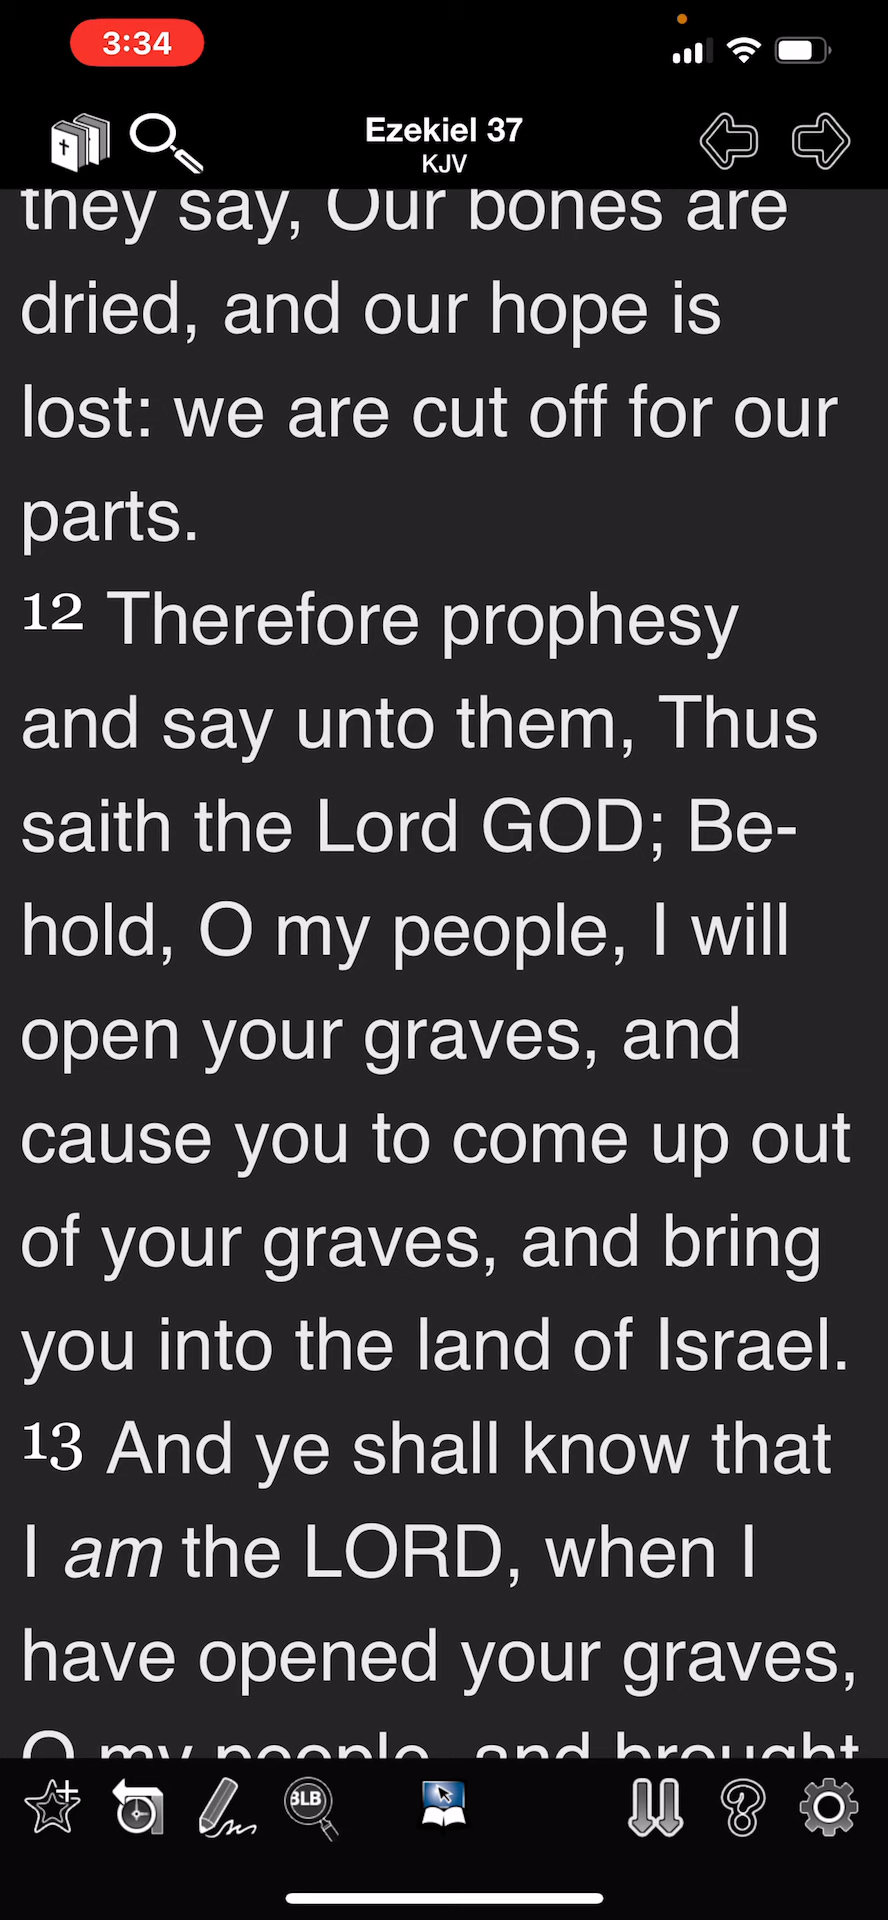 3:34
Ezekiel 37
KJV
they say, Our bones are
dried, and our hope is
lost: we are cut off for our
parts.
12 Therefore prophesy
and say unto them, Thus
saith the Lord GOD; Be-
hold, O my people, I will
open your graves, and
cause you to come up out
of your graves, and bring
you into the land of Israel.
13 And ye shall know that
I am the LORD, when I
have opened your graves,
O my people, and brought
BLB